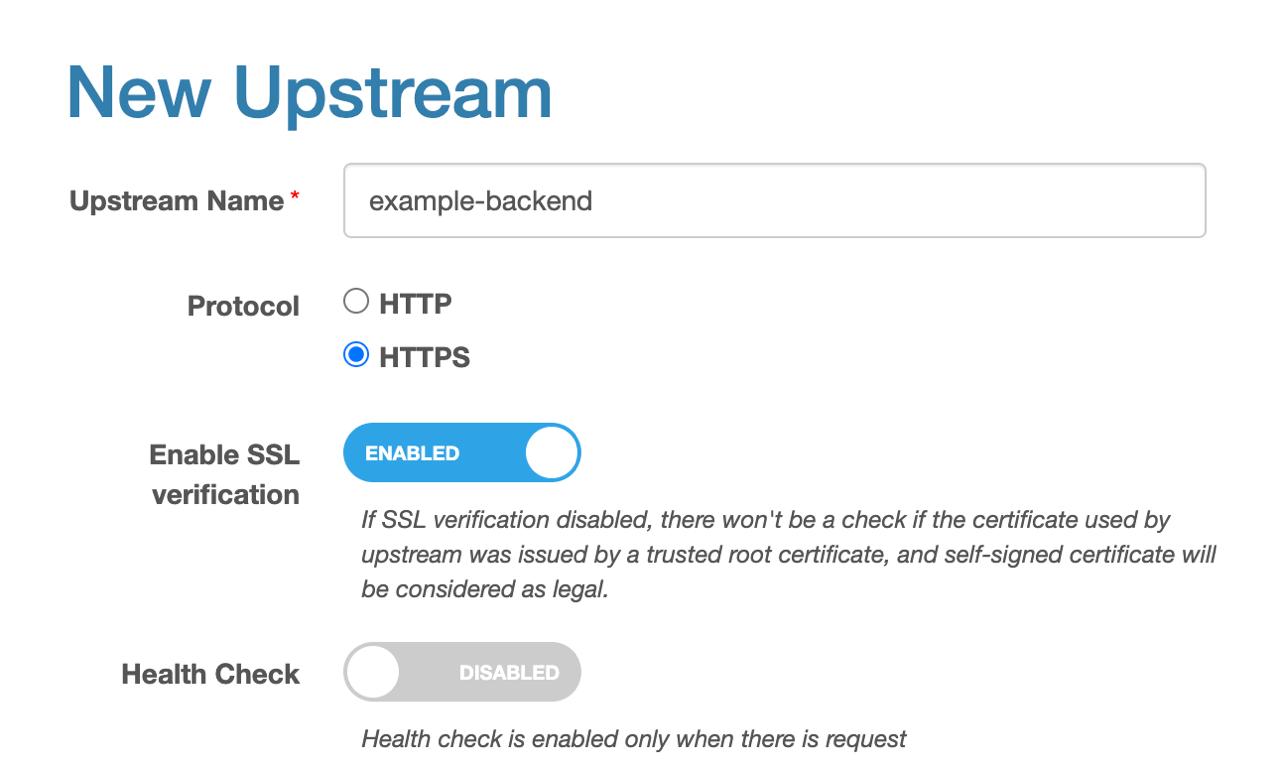 New Upstream
Upstream Name *
example-backend
Protocol
HTTP
HTTPS
Enable SSL
verification
ENABLED
If SSL verification disabled, there won't be a check if the certificate used by
upstream was issued by a trusted root certificate, and self-signed certificate will
be considered as legal.
Health Check
DISABLED
Health check is enabled only when there is request